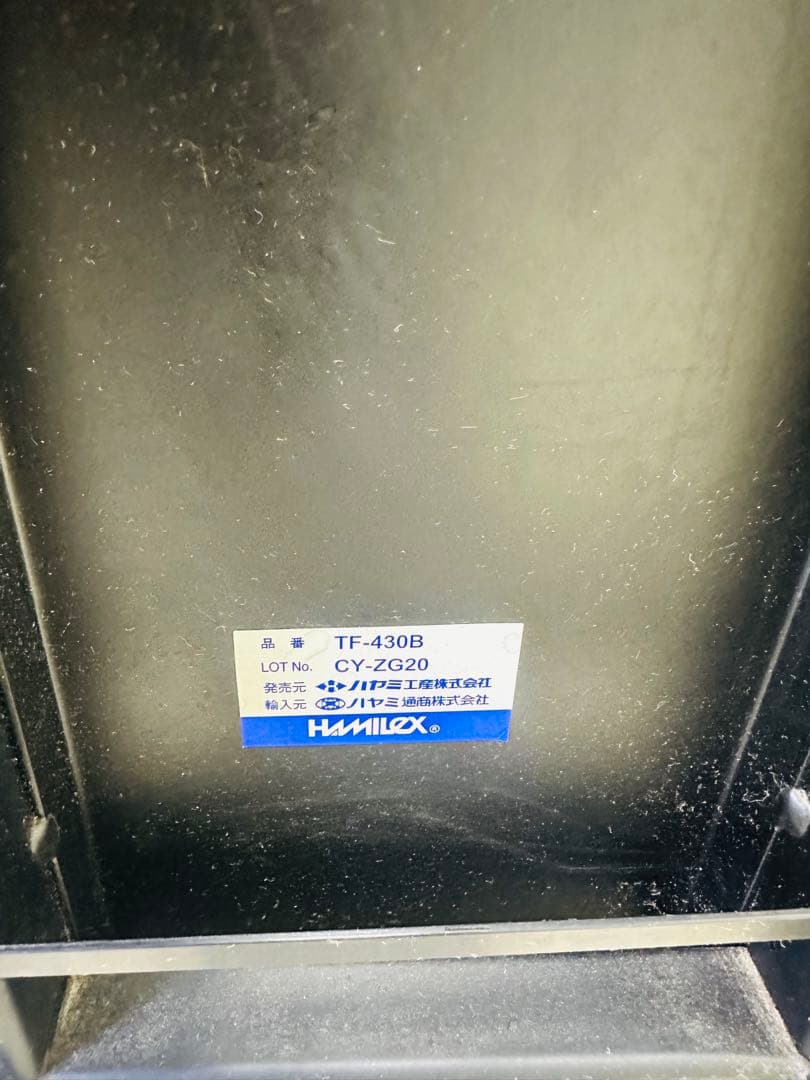 品番 TF-430B
LOT No. CY-ZG20
発売元 ハヤミ工産株式会社
輸入元 ハヤミ通商株式会社
HAMILEX®